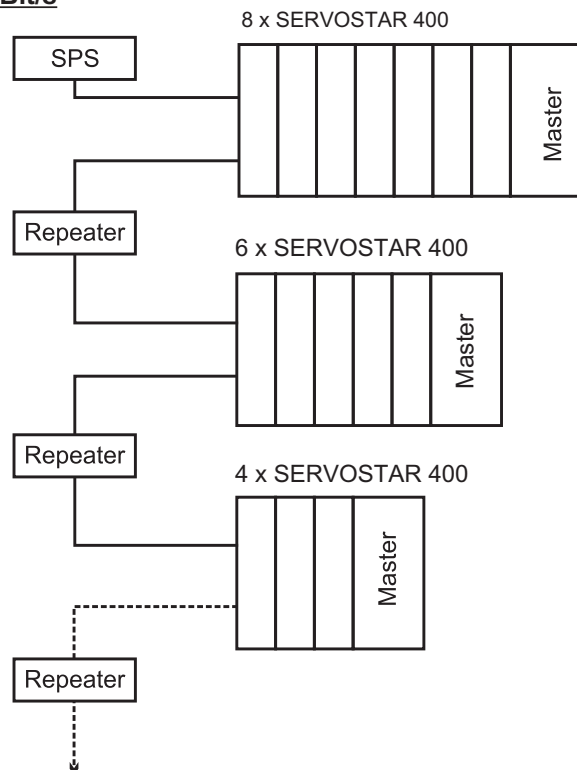 8 x SERVOSTAR 400
SPS
Master
Repeater
6 x SERVOSTAR 400
Master
Repeater
4 x SERVOSTAR 400
Master
Repeater